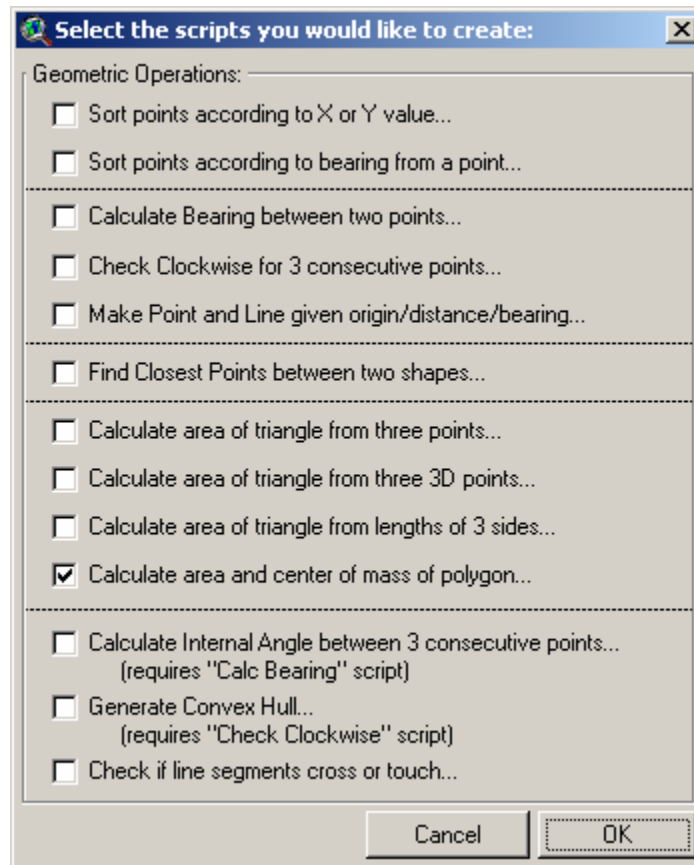 Select the scripts you would like to create:
Geometric Operations:
Sort points according to X or Y value...
Sort points according to bearing from a point...
Calculate Bearing between two points...
Check Clockwise for 3 consecutive points...
Make Point and Line given origin/distance/bearing...
Find Closest Points between two shapes...
Calculate area of triangle from three points...
Calculate area of triangle from three 3D points...
Calculate area of triangle from lengths of 3 sides...
Calculate area and center of mass of polygon...
Calculate Internal Angle between 3 consecutive points...
(requires "Calc Bearing" script)
Generate Convex Hull...
(requires "Check Clockwise" script)
Check if line segments cross or touch...
Cancel OK